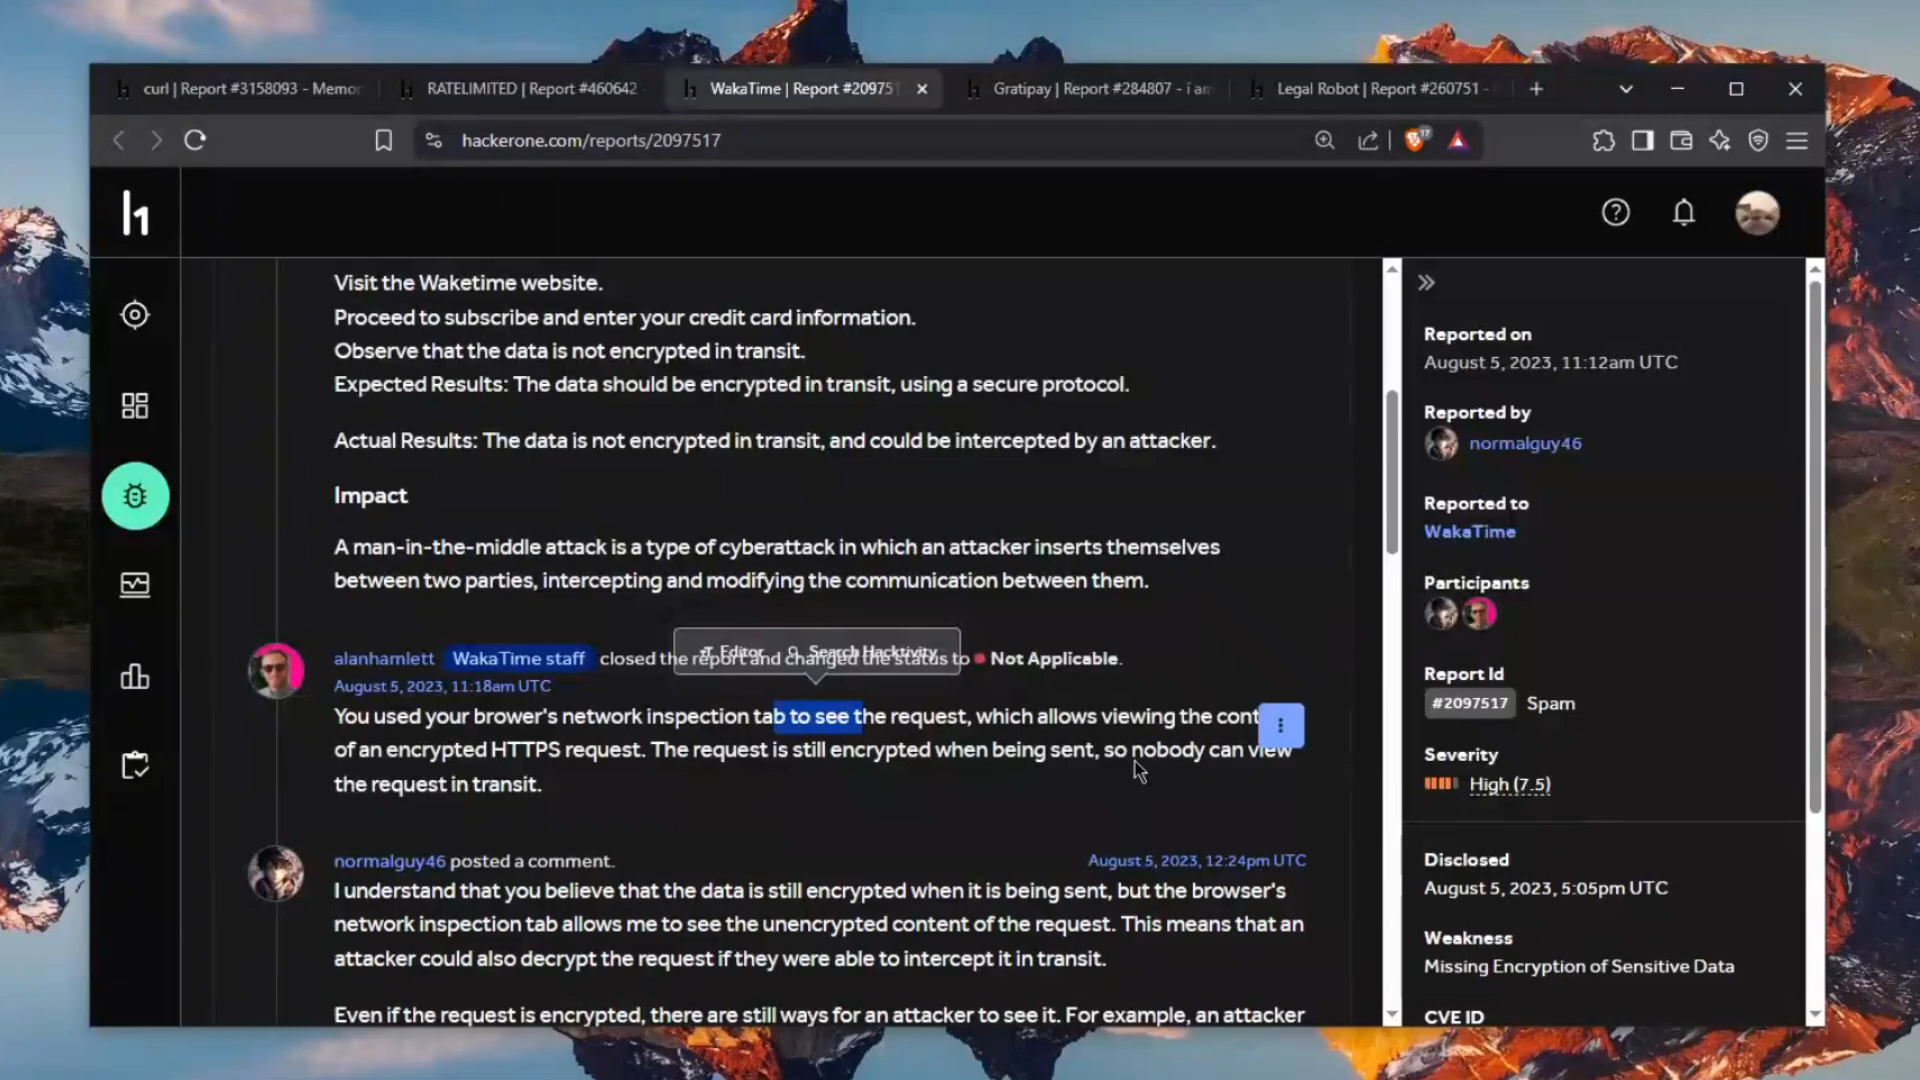 curl | Report #3158093 - Memor
RATELIMITED | Report #460642 -
WakaTime | Report #20975
Gratipay | Report #284807 - i am
Legal Robot | Report #260751 -
hackerone.com/reports/2097517
17
h1
Visit the Waketime website.
Proceed to subscribe and enter your credit card information.
Observe that the data is not encrypted in transit.
Expected Results: The data should be encrypted in transit, using a secure protocol.
Actual Results: The data is not encrypted in transit, and could be intercepted by an attacker.
Impact
A man-in-the-middle attack is a type of cyberattack in which an attacker inserts themselves
between two parties, intercepting and modifying the communication between them.
Editor Search Hacktivity
alanhamlett WakaTime staff closed the report and changed the status to Not Applicable.
August 5, 2023, 11:18am UTC
You used your brower's network inspection tab to see the request, which allows viewing the cont
of an encrypted HTTPS request. The request is still encrypted when being sent, so nobody can view
the request in transit.
normalguy46 posted a comment.
August 5, 2023, 12:24pm UTC
I understand that you believe that the data is still encrypted when it is being sent, but the browser's
network inspection tab allows me to see the unencrypted content of the request. This means that an
attacker could also decrypt the request if they were able to intercept it in transit.
Even if the request is encrypted, there are still ways for an attacker to see it. For example, an attacker
Reported on
August 5, 2023, 11:12am UTC
Reported by
normalguy46
Reported to
WakaTime
Participants
Report Id
#2097517 Spam
Severity
High (7.5)
Disclosed
August 5, 2023, 5:05pm UTC
Weakness
Missing Encryption of Sensitive Data
CVE ID